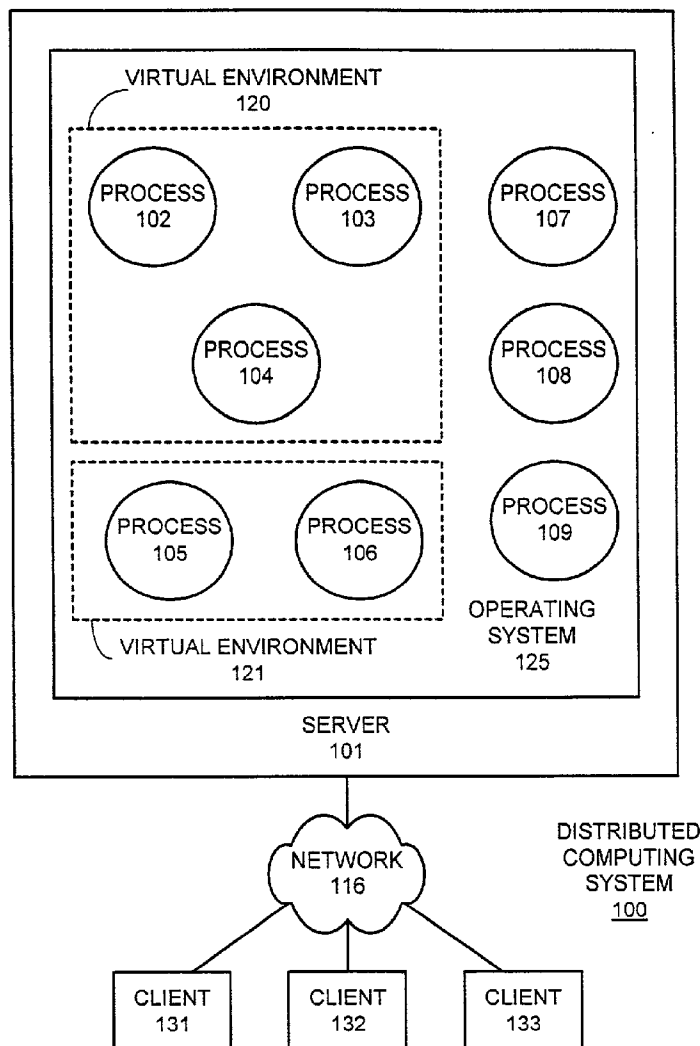 VIRTUAL ENVIRONMENT
120
PROCESS
102
PROCESS
103
PROCESS
107
PROCESS
104
PROCESS
108
PROCESS
105
PROCESS
106
PROCESS
109
VIRTUAL ENVIRONMENT
121
OPERATING
SYSTEM
125
SERVER
101
NETWORK
116
DISTRIBUTED
COMPUTING
SYSTEM
100
CLIENT
131
CLIENT
132
CLIENT
133